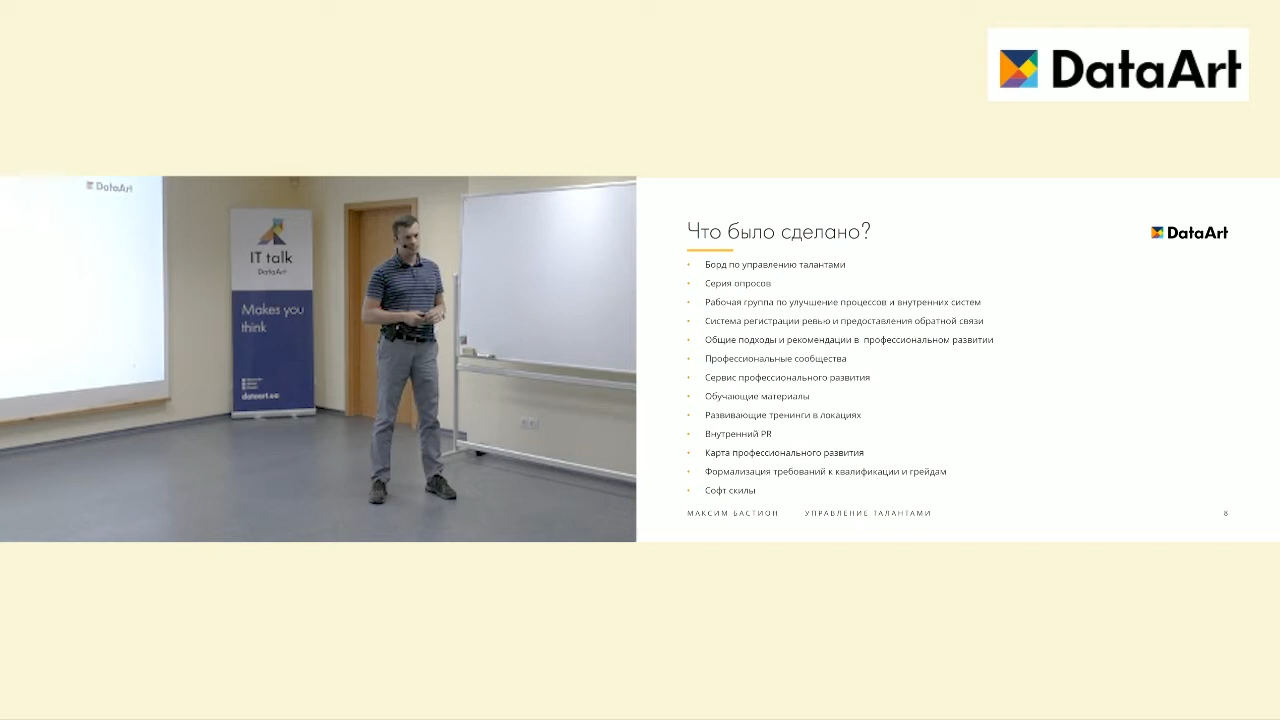 DataArt
DataArt
IT talk
DataArt
Makes you
think
dataart.ua
Что было сделано?
DataArt
Борд по управлению талантами
Серия опросов
Рабочая группа по улучшение процессов и внутренних систем
Система регистрации ревью и предоставления обратной связи
Общие подходы и рекомендации в профессиональном развитии
Профессиональные сообщества
Сервис профессионального развития
Обучающие материалы
Развивающие тренинги в локациях
Внутренний PR
Карта профессионального развития
Формализация требований к квалификации и грейдам
Софт скилы
МАКСИМ БАСТИОН УПРАВЛЕНИЕ ТАЛАНТАМИ 8